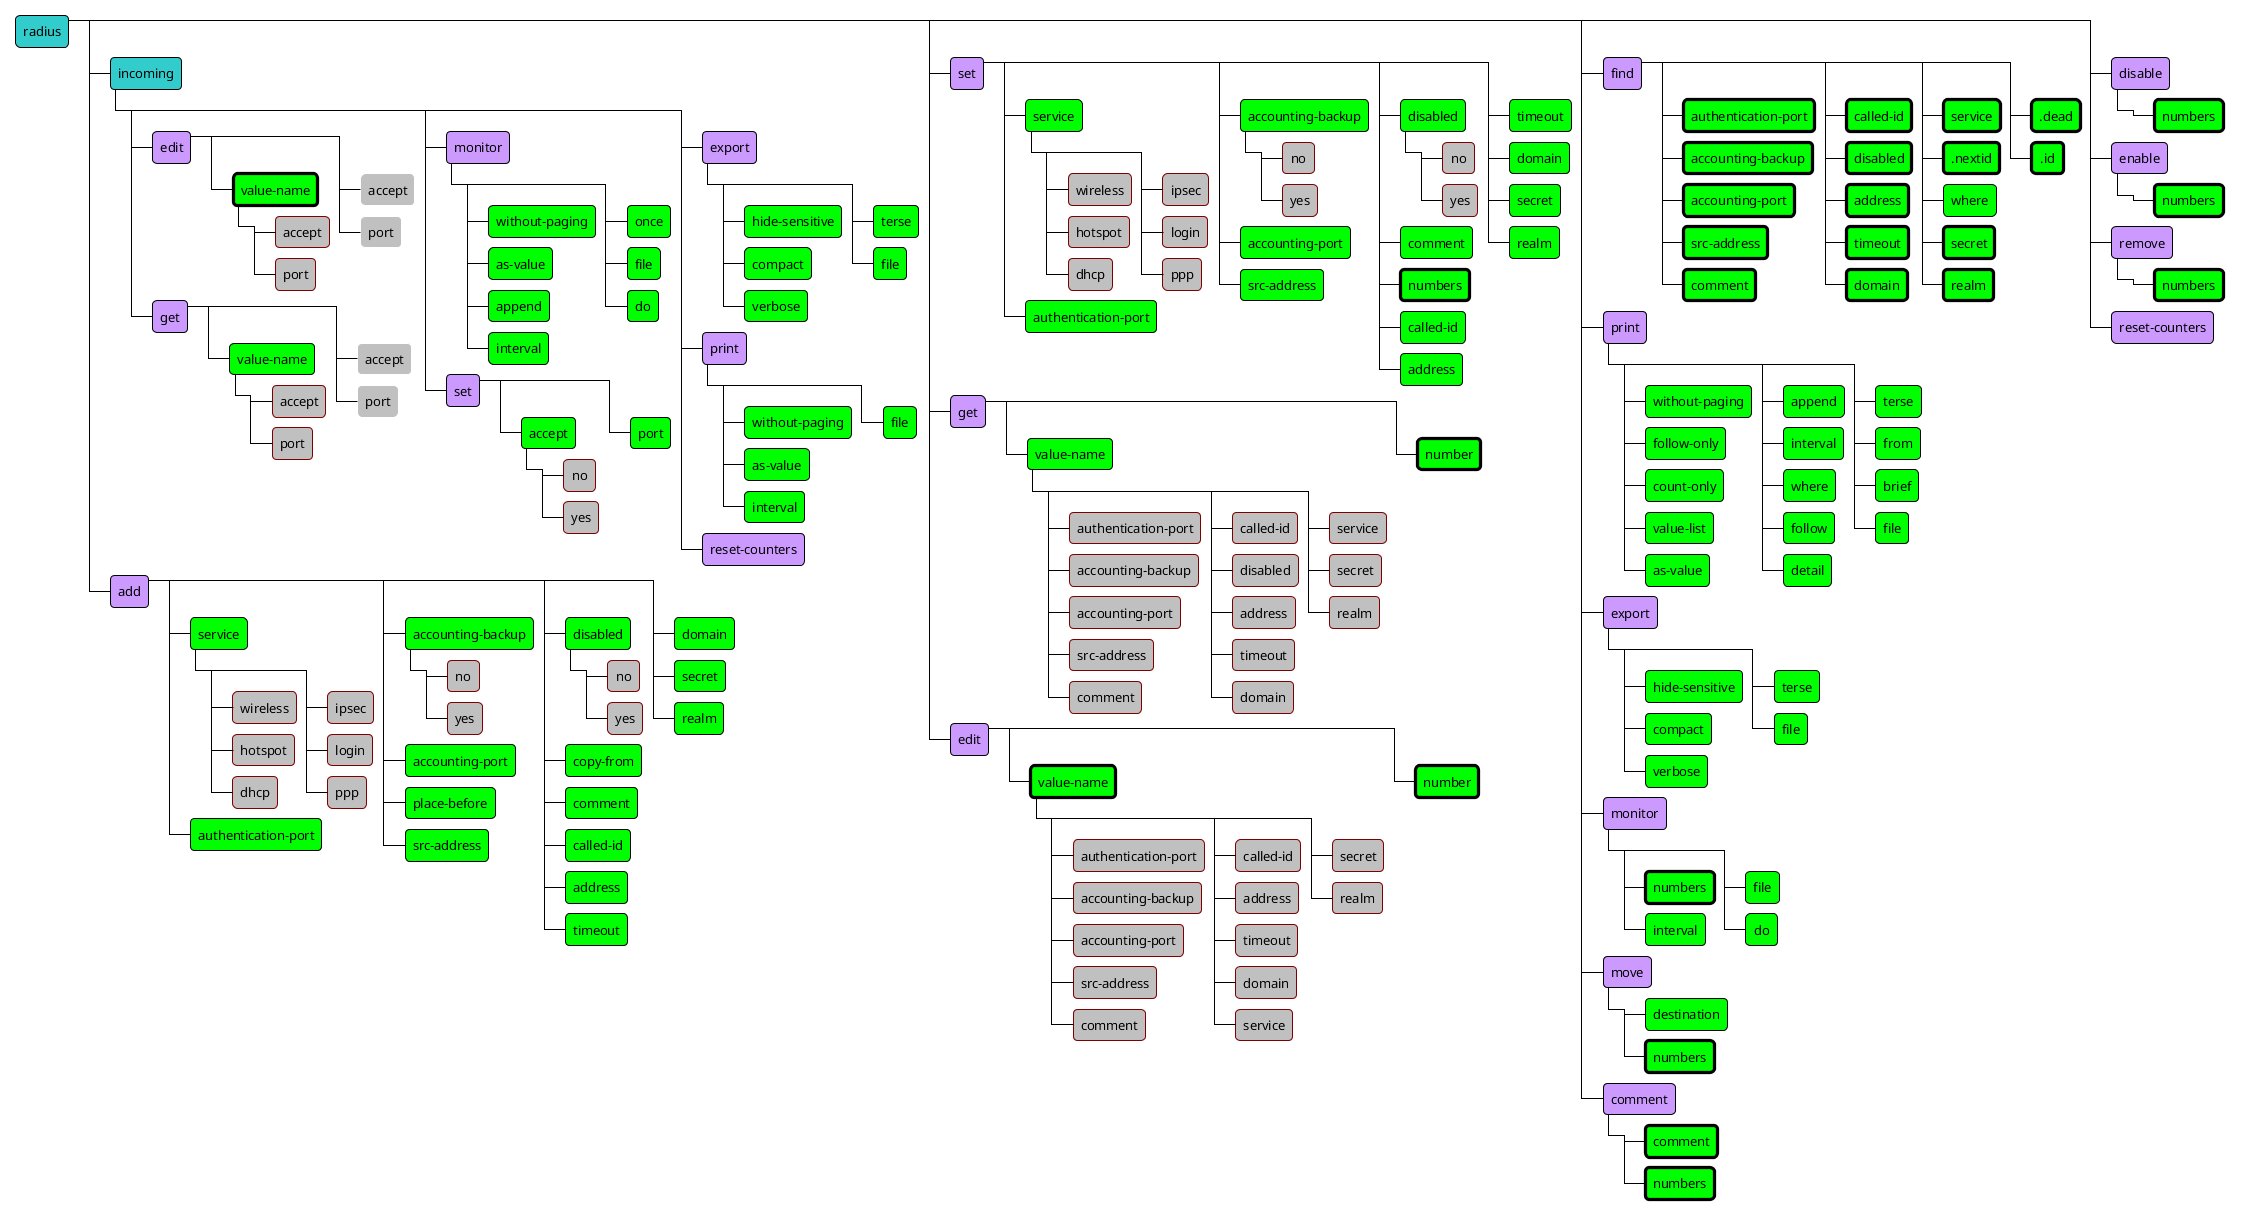 radius
incoming
edit
value-name
accept
port
accept
port
get
value-name
accept
port
accept
port
monitor
without-paging
as-value
append
interval
once
file
do
set
accept
no
yes
port
export
hide-sensitive
compact
verbose
terse
file
print
without-paging
as-value
interval
file
reset-counters
add
service
wireless
hotspot
dhcp
ipsec
login
ppp
authentication-port
accounting-backup
no
yes
accounting-port
place-before
src-address
disabled
no
yes
copy-from
comment
called-id
address
timeout
domain
secret
realm
set
service
wireless
hotspot
dhcp
ipsec
login
ppp
authentication-port
accounting-backup
no
yes
accounting-port
src-address
disabled
no
yes
comment
numbers
called-id
address
timeout
domain
secret
realm
get
value-name
authentication-port
accounting-backup
accounting-port
src-address
comment
called-id
disabled
address
timeout
domain
service
secret
realm
number
edit
value-name
authentication-port
accounting-backup
accounting-port
src-address
comment
called-id
address
timeout
domain
service
secret
realm
number
find
authentication-port
accounting-backup
accounting-port
src-address
comment
called-id
disabled
address
timeout
domain
service
.nextid
where
secret
realm
.dead
.id
print
without-paging
follow-only
count-only
value-list
as-value
append
interval
where
follow
detail
terse
from
brief
file
export
hide-sensitive
compact
verbose
terse
file
monitor
numbers
interval
file
do
move
destination
numbers
comment
comment
numbers
disable
numbers
enable
numbers
remove
numbers
reset-counters